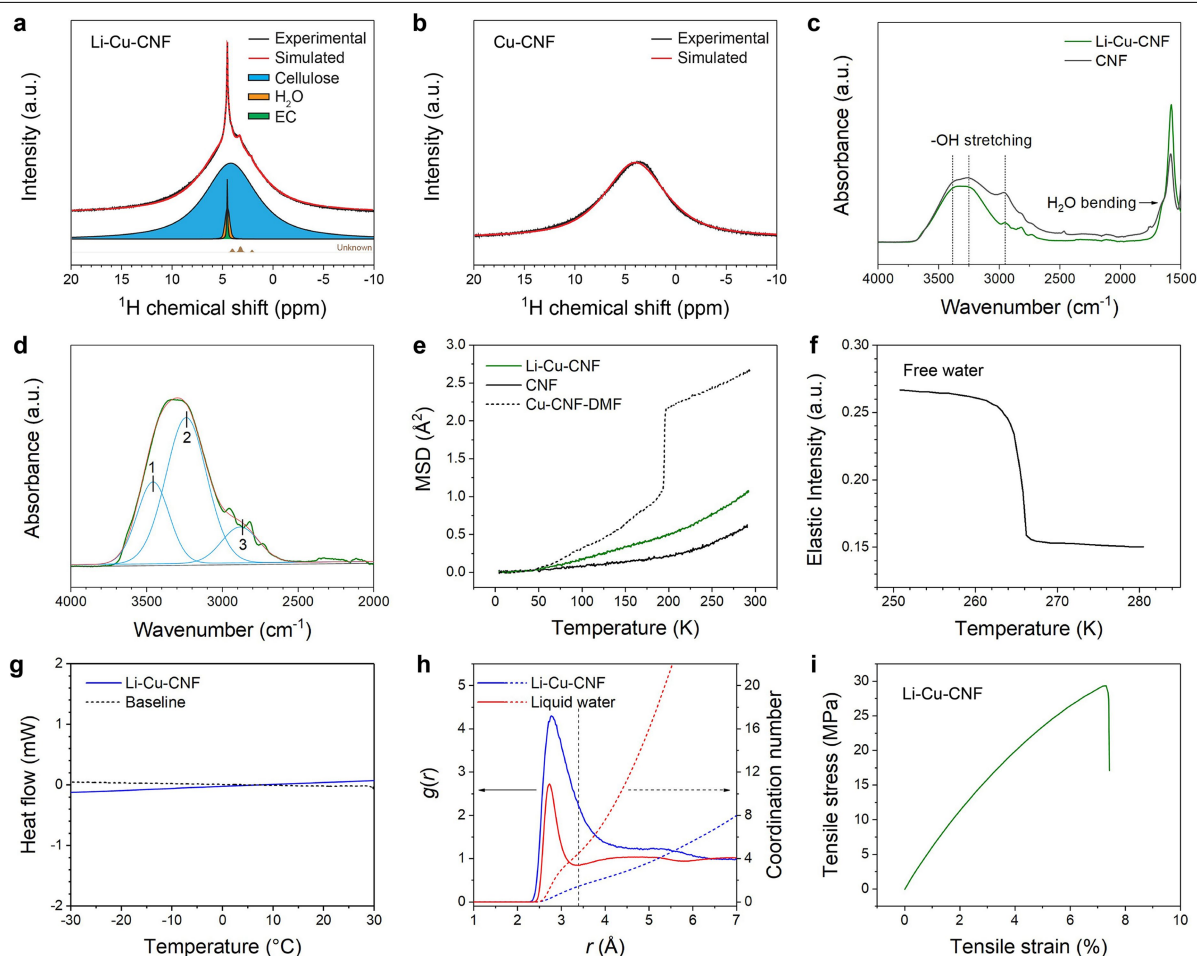 a
Li-Cu-CNF
Experimental
Simulated
Cellulose
H2O
EC
Unknown
Intensity (a.u.)
20 15 10 5 0 -5 -10
1H chemical shift (ppm)
b
Cu-CNF
Experimental
Simulated
Intensity (a.u.)
20 15 10 5 0 -5 -10
1H chemical shift (ppm)
c
Li-Cu-CNF
CNF
-OH stretching
H2O bending
Absorbance (a.u.)
4000 3500 3000 2500 2000 1500
Wavenumber (cm-1)
d
1
2
3
Absorbance (a.u.)
4000 3500 3000 2500 2000
Wavenumber (cm-1)
e
Li-Cu-CNF
CNF
Cu-CNF-DMF
MSD (Å2)
3.0
2.5
2.0
1.5
1.0
0.5
0.0
0 50 100 150 200 250 300
Temperature (K)
f
Free water
Elastic Intensity (a.u.)
0.30
0.25
0.20
0.15
250 260 270 280
Temperature (K)
g
Li-Cu-CNF
Baseline
Heat flow (mW)
2
1
0
-1
-2
-30 -20 -10 0 10 20 30
Temperature (°C)
h
Li-Cu-CNF
Liquid water
g(r)
5
4
3
2
1
0
Coordination number
20
16
12
8
4
0
1 2 3 4 5 6 7
r (Å)
i
Li-Cu-CNF
Tensile stress (MPa)
30
25
20
15
10
5
0
0 2 4 6 8 10
Tensile strain (%)